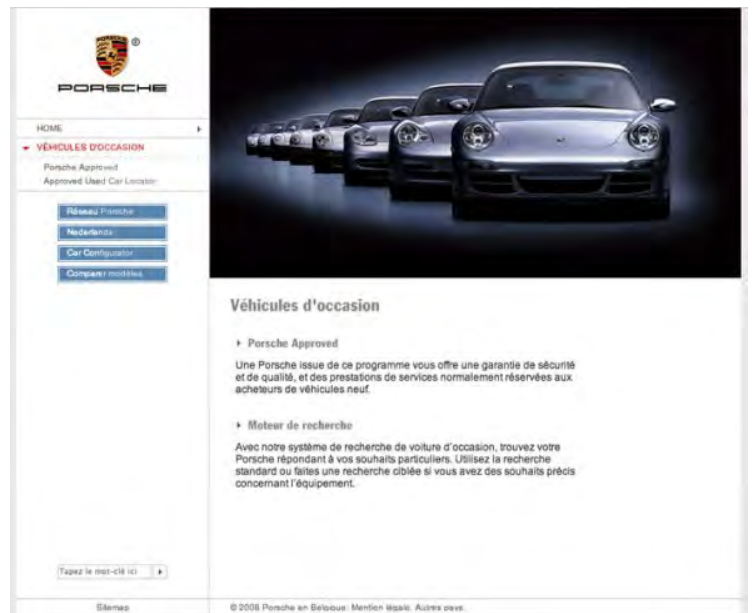 PORSCHE
®
PORSCHE
HOME
VÉHICULES D'OCCASION
Porsche Approved
Approved Used Car Locator
Réseau Porsche
Nederlands
Car Configurator
Comparer modèles
Véhicules d'occasion
Porsche Approved
Une Porsche issue de ce programme vous offre une garantie de sécurité
et de qualité, et des prestations de services normalement réservées aux
acheteurs de véhicules neuf.
Moteur de recherche
Avec notre système de recherche de voiture d'occasion, trouvez votre
Porsche répondant à vos souhaits particuliers. Utilisez la recherche
standard ou faites une recherche ciblée si vous avez des souhaits précis
concernant l'équipement.
Tapez le mot-clé ici
Sitemap
© 2008 Porsche en Belgique. Mention légale. Autres pays.